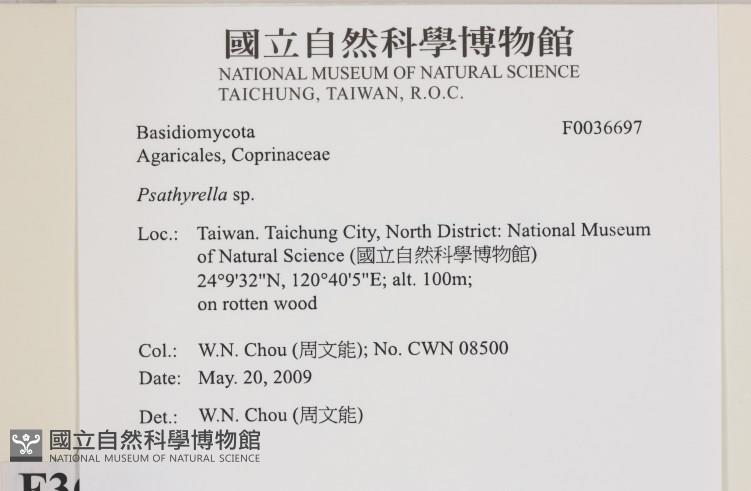 國立自然科學博物館
NATIONAL MUSEUM OF NATURAL SCIENCE
TAICHUNG, TAIWAN, R.O.C.
Basidiomycota F0036697
Agaricales, Coprinaceae
Psathyrella sp.
Loc.: Taiwan. Taichung City, North District: National Museum
of Natural Science (國立自然科學博物館)
24°9'32"N, 120°40'5"E; alt. 100m;
on rotten wood
Col.: W.N. Chou (周文能); No. CWN 08500
Date: May. 20, 2009
Det.: W.N. Chou (周文能)
國立自然科學博物館
NATIONAL MUSEUM OF NATURAL SCIENCE